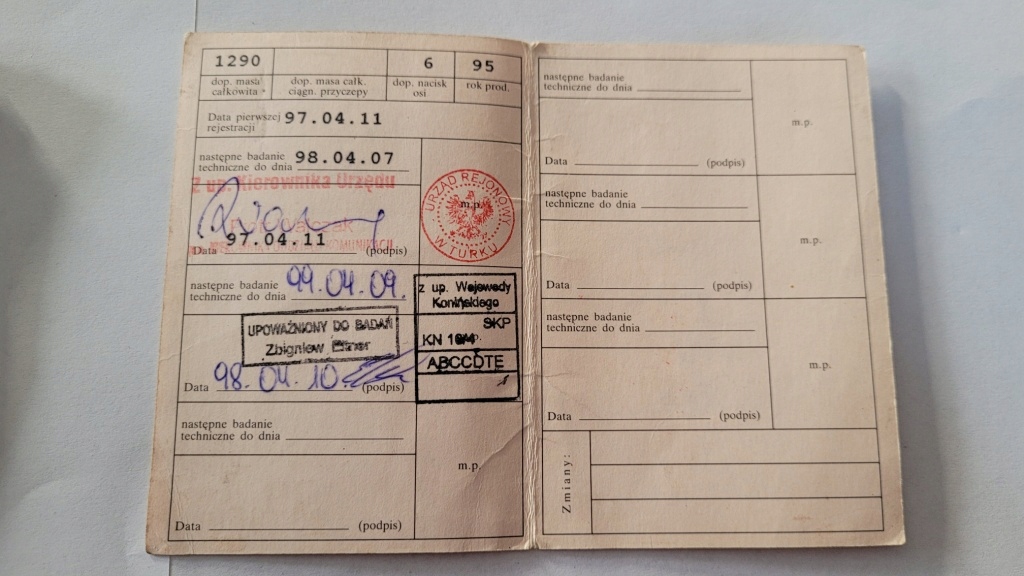 1290
6
95
dop. masa całkowita
dop. masa całk. ciągn. przyczepy
dop. nacisk osi
rok prod.
Data pierwszej rejestracji 97.04.11
następne badanie
techniczne do dnia 98.04.07
Z up. Kierownika Urzędu
URZĄD REJONOWY
W TURKU
m.p.
Data 97.04.11 (podpis)
następne badanie
techniczne do dnia 99.04.09.
z up. Wojewody
Konińskiego
SKP
KN
ABCCDTE
UPOWAŻNIONY DO BADAŃ
Zbigniew
Data 98.04.10. (podpis)
następne badanie
techniczne do dnia
m.p.
Data (podpis)
następne badanie
techniczne do dnia
m.p.
Data (podpis)
następne badanie
techniczne do dnia
m.p.
Data (podpis)
następne badanie
techniczne do dnia
m.p.
Data (podpis)
Zmiany: